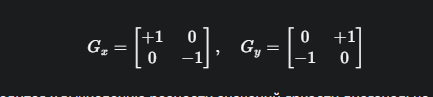 G_x = [+1 0; 0 −1], G_y = [0 +1; −1 0]